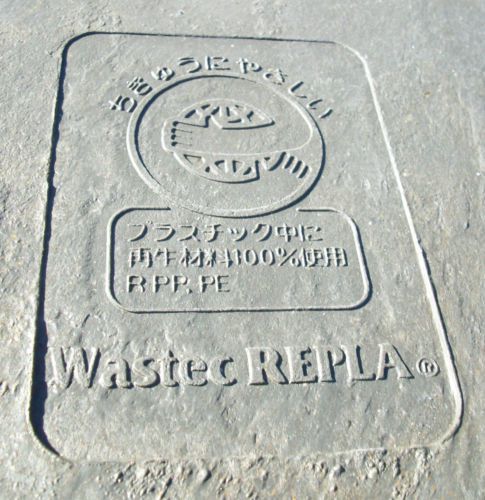 ちきゅうにやさしい
プラスチック中に
再生材料100%使用
R PP, PE
Wastec REPLA®